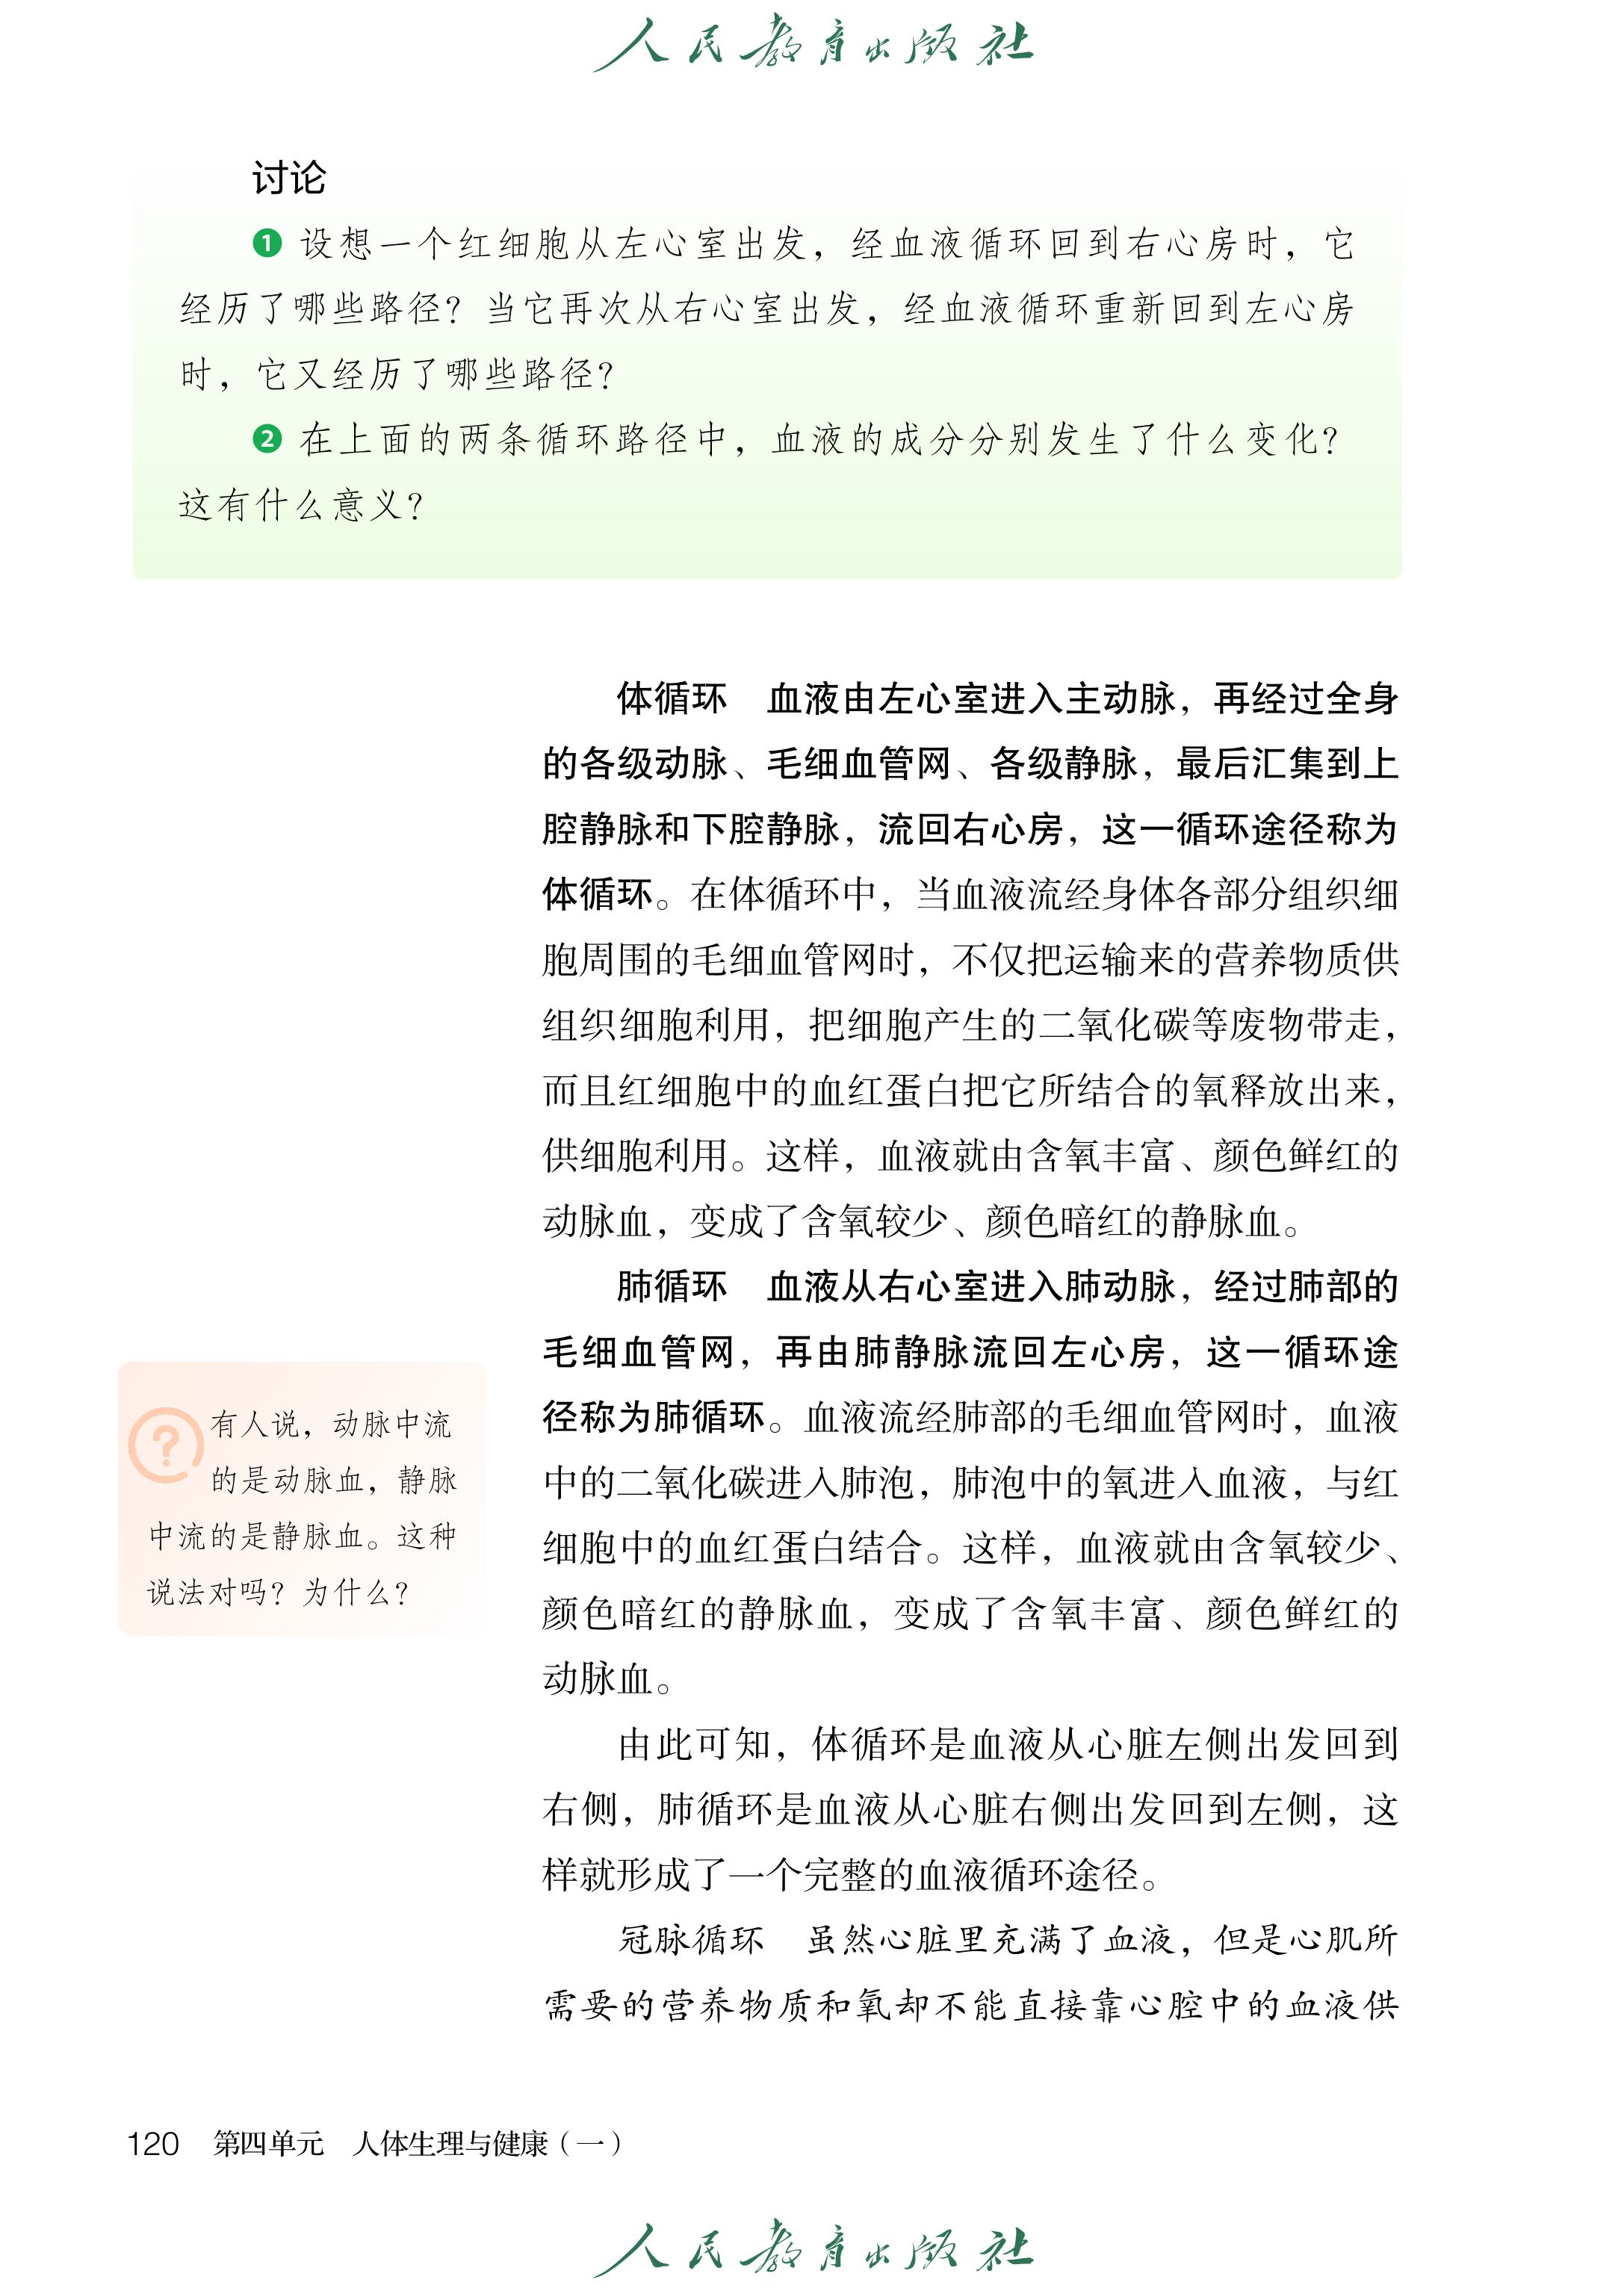 人民教育出版社
讨论
1 设想一个红细胞从左心室出发，经血液循环回到右心房时，它
经历了哪些路径？当它再次从右心室出发，经血液循环重新回到左心房
时，它又经历了哪些路径？
2 在上面的两条循环路径中，血液的成分分别发生了什么变化？
这有什么意义？
体循环　血液由左心室进入主动脉，再经过全身
的各级动脉、毛细血管网、各级静脉，最后汇集到上
腔静脉和下腔静脉，流回右心房，这一循环途径称为
体循环。在体循环中，当血液流经身体各部分组织细
胞周围的毛细血管网时，不仅把运输来的营养物质供
组织细胞利用，把细胞产生的二氧化碳等废物带走，
而且红细胞中的血红蛋白把它所结合的氧释放出来，
供细胞利用。这样，血液就由含氧丰富、颜色鲜红的
动脉血，变成了含氧较少、颜色暗红的静脉血。
肺循环　血液从右心室进入肺动脉，经过肺部的
毛细血管网，再由肺静脉流回左心房，这一循环途
径称为肺循环。血液流经肺部的毛细血管网时，血液
中的二氧化碳进入肺泡，肺泡中的氧进入血液，与红
细胞中的血红蛋白结合。这样，血液就由含氧较少、
颜色暗红的静脉血，变成了含氧丰富、颜色鲜红的
动脉血。
?
有人说，动脉中流
的是动脉血，静脉
中流的是静脉血。这种
说法对吗？为什么？
由此可知，体循环是血液从心脏左侧出发回到
右侧，肺循环是血液从心脏右侧出发回到左侧，这
样就形成了一个完整的血液循环途径。
冠脉循环　虽然心脏里充满了血液，但是心肌所
需要的营养物质和氧却不能直接靠心腔中的血液供
120　第四单元　人体生理与健康（一）
人民教育出版社